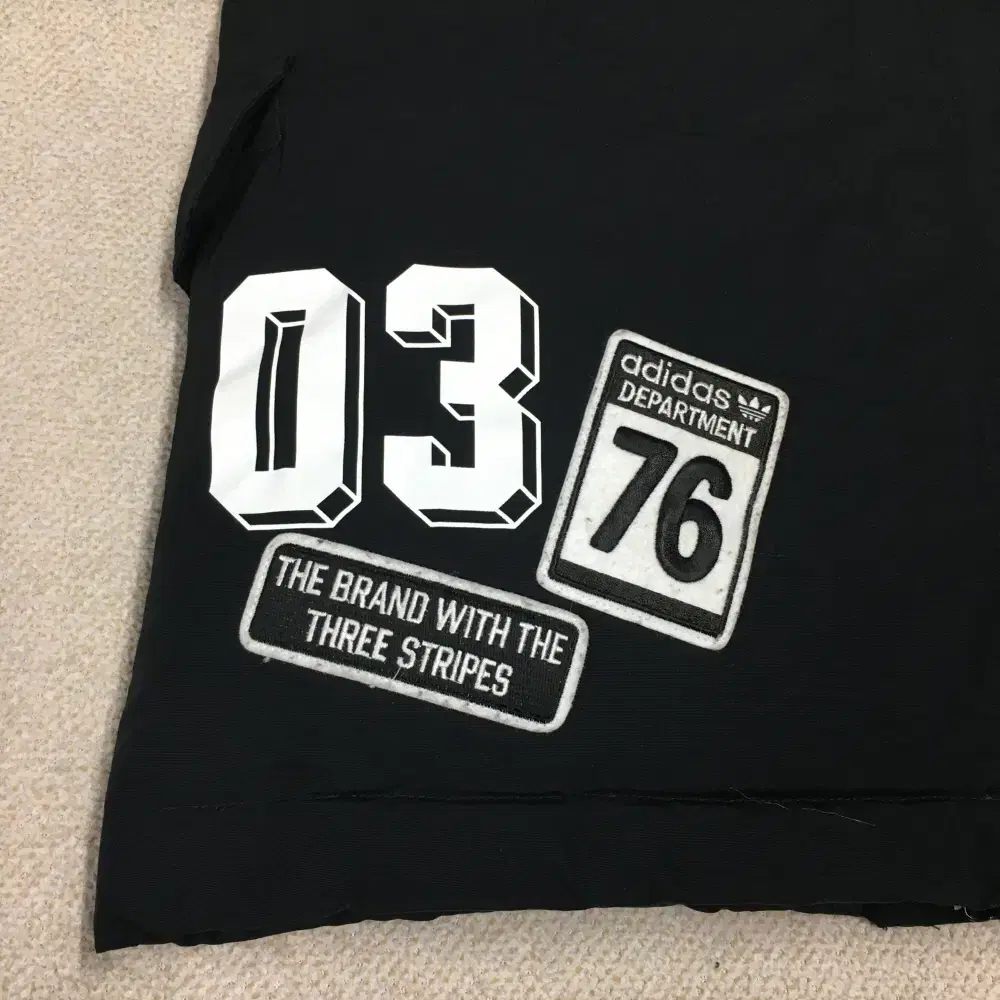 03
adidas
DEPARTMENT
76
THE BRAND WITH THE
THREE STRIPES